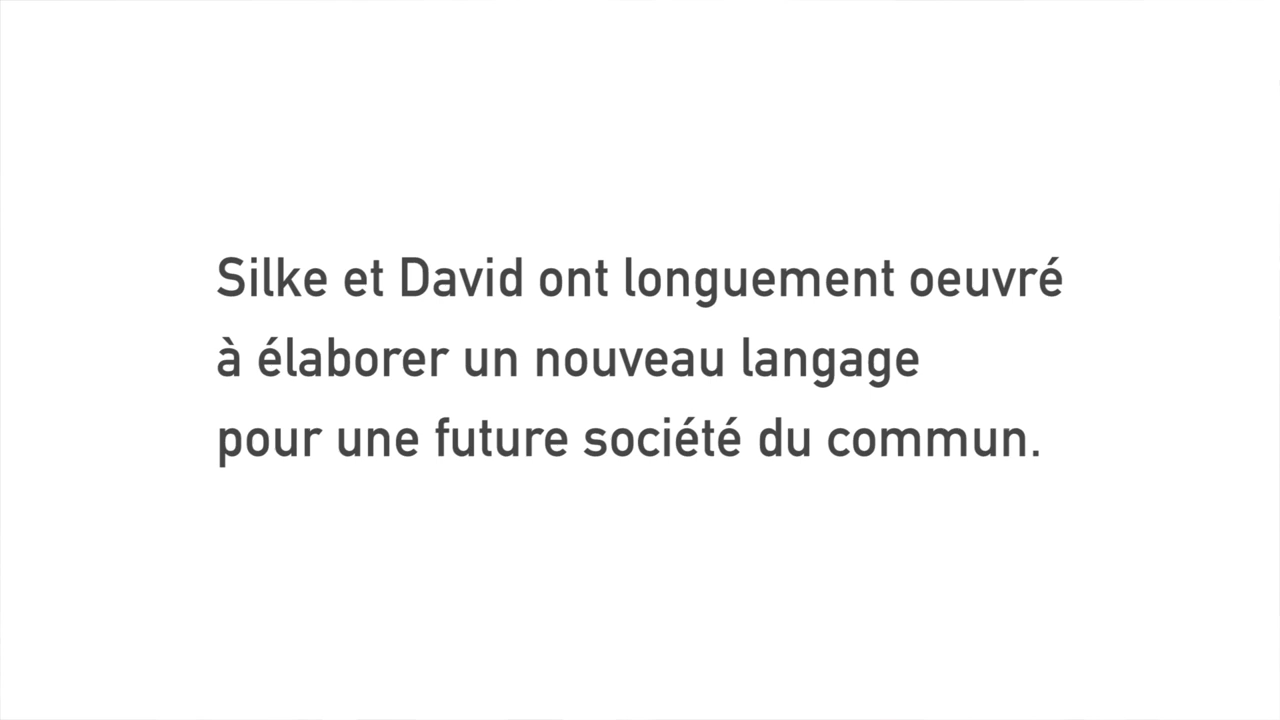 Silke et David ont longuement oeuvré
à élaborer un nouveau langage
pour une future société du commun.